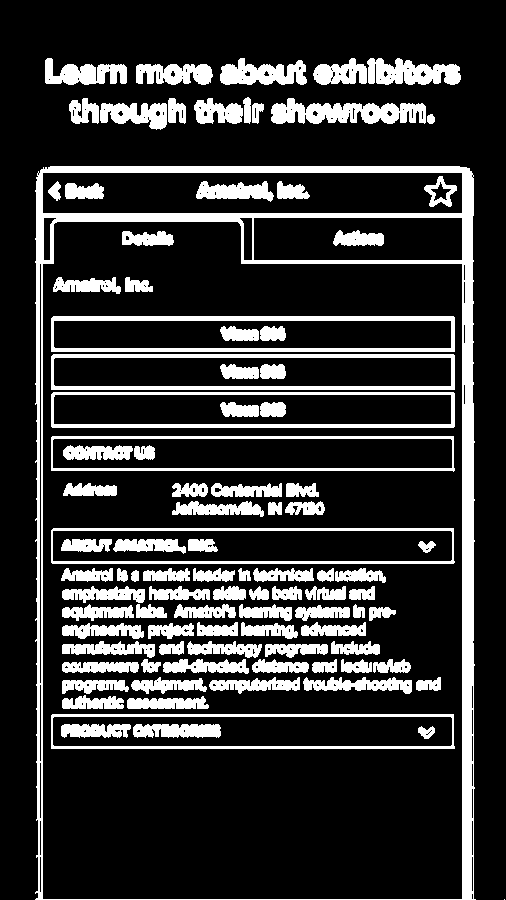 Learn more about exhibitors
through their showroom.
Back
Amatrol, Inc.
Details
Actions
Amatrol, Inc.
View
View
View
CONTACT US
Address
2400 Centennial Blvd.
Jeffersonville, IN 47130
ABOUT AMATROL, INC.
Amatrol is a market leader in technical education,
emphasizing hands-on skills via both virtual and
equipment labs. Amatrol's learning systems in pre-
engineering, project based learning, advanced
manufacturing and technology programs include
courseware for self-directed, distance and lecture/lab
programs, equipment, computerized trouble-shooting and
authentic assessment.
PRODUCT CATEGORIES